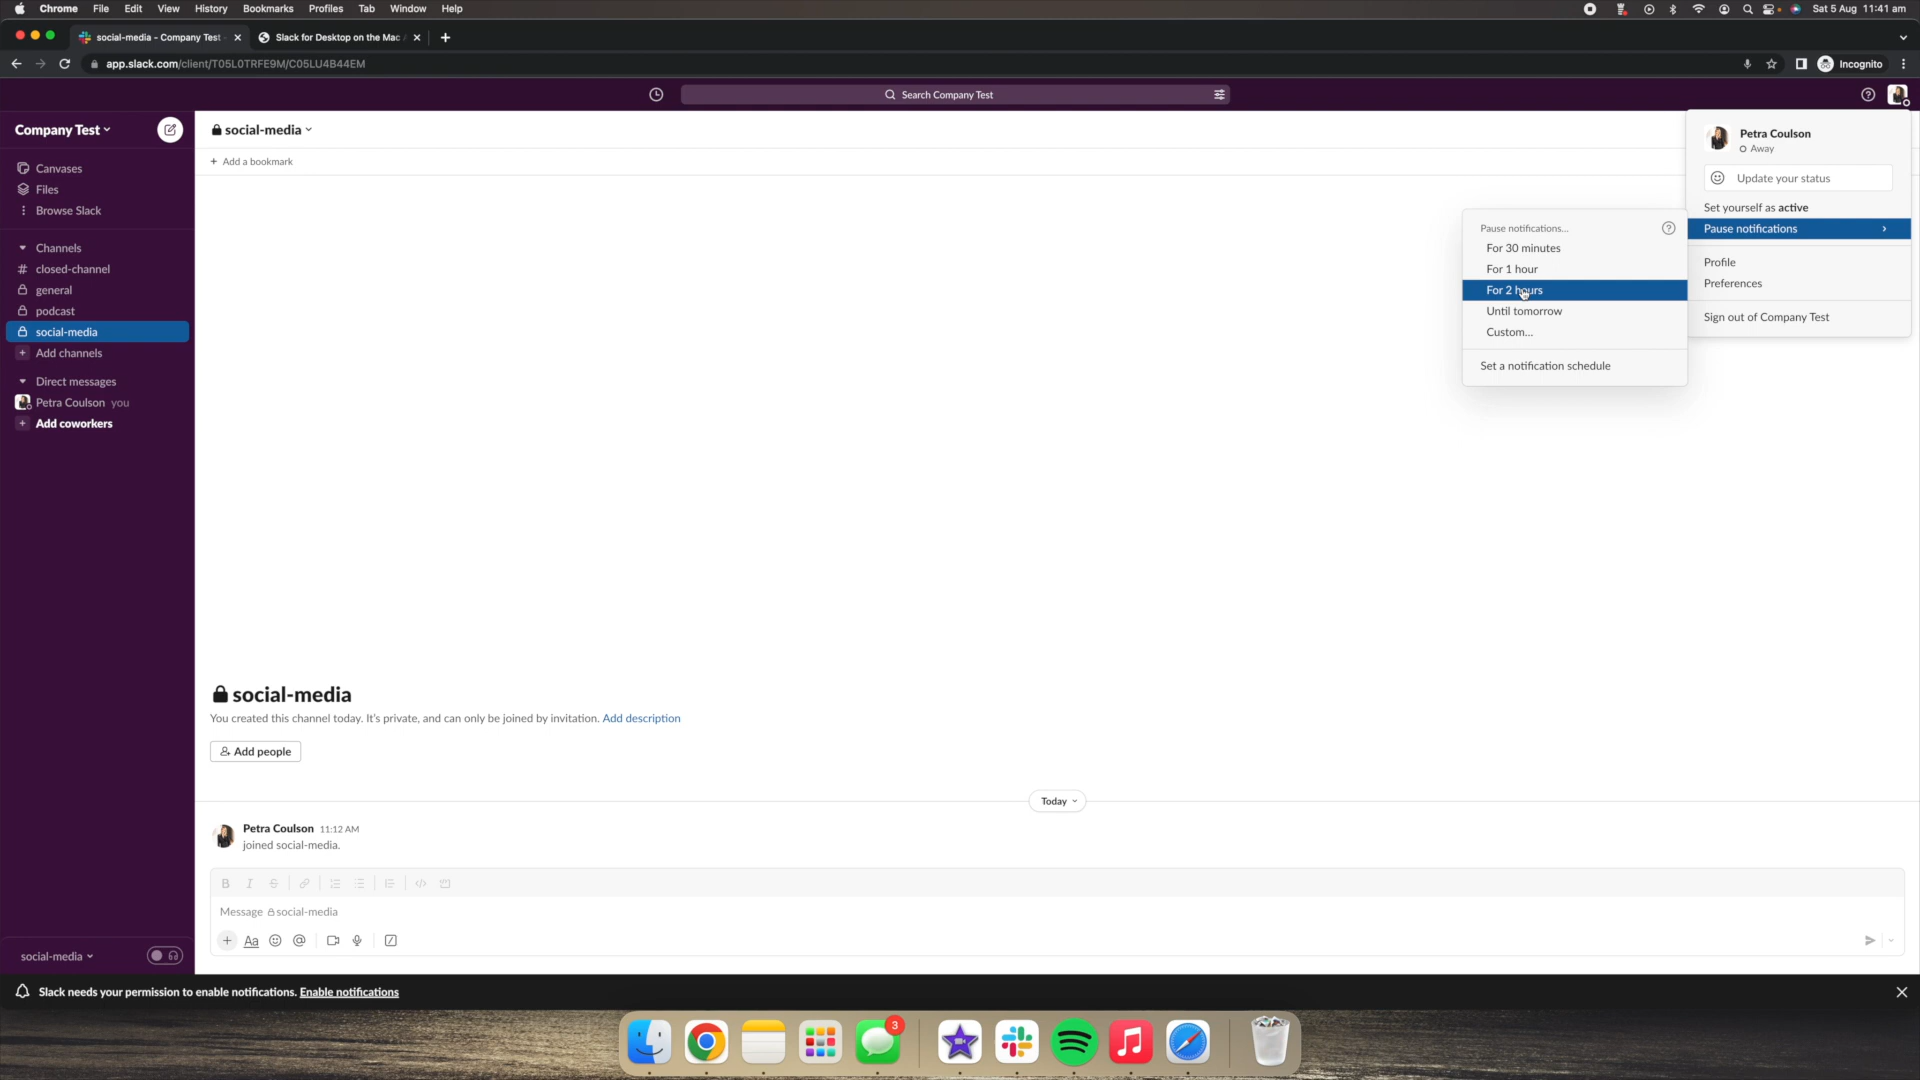 Chrome File Edit View History Bookmarks Profiles Tab Window Help
Sat 5 Aug 11:41 am
social-media - Company Test
Slack for Desktop on the Mac
app.slack.com/client/T05L0TRFE9M/C05LU4B44EM
Incognito
Search Company Test
Company Test
Canvases
Files
Browse Slack
Channels
closed-channel
general
podcast
social-media
Add channels
Direct messages
Petra Coulson you
Add coworkers
social-media
social-media
+ Add a bookmark
Petra Coulson
Away
Update your status
Set yourself as active
Pause notifications
Profile
Preferences
Sign out of Company Test
Pause notifications...
For 30 minutes
For 1 hour
For 2 hours
Until tomorrow
Custom...
Set a notification schedule
social-media
You created this channel today. It's private, and can only be joined by invitation. Add description
Add people
Today
Petra Coulson 11:12 AM
joined social-media.
B I S
Message social-media
Aa
Slack needs your permission to enable notifications. Enable notifications
3